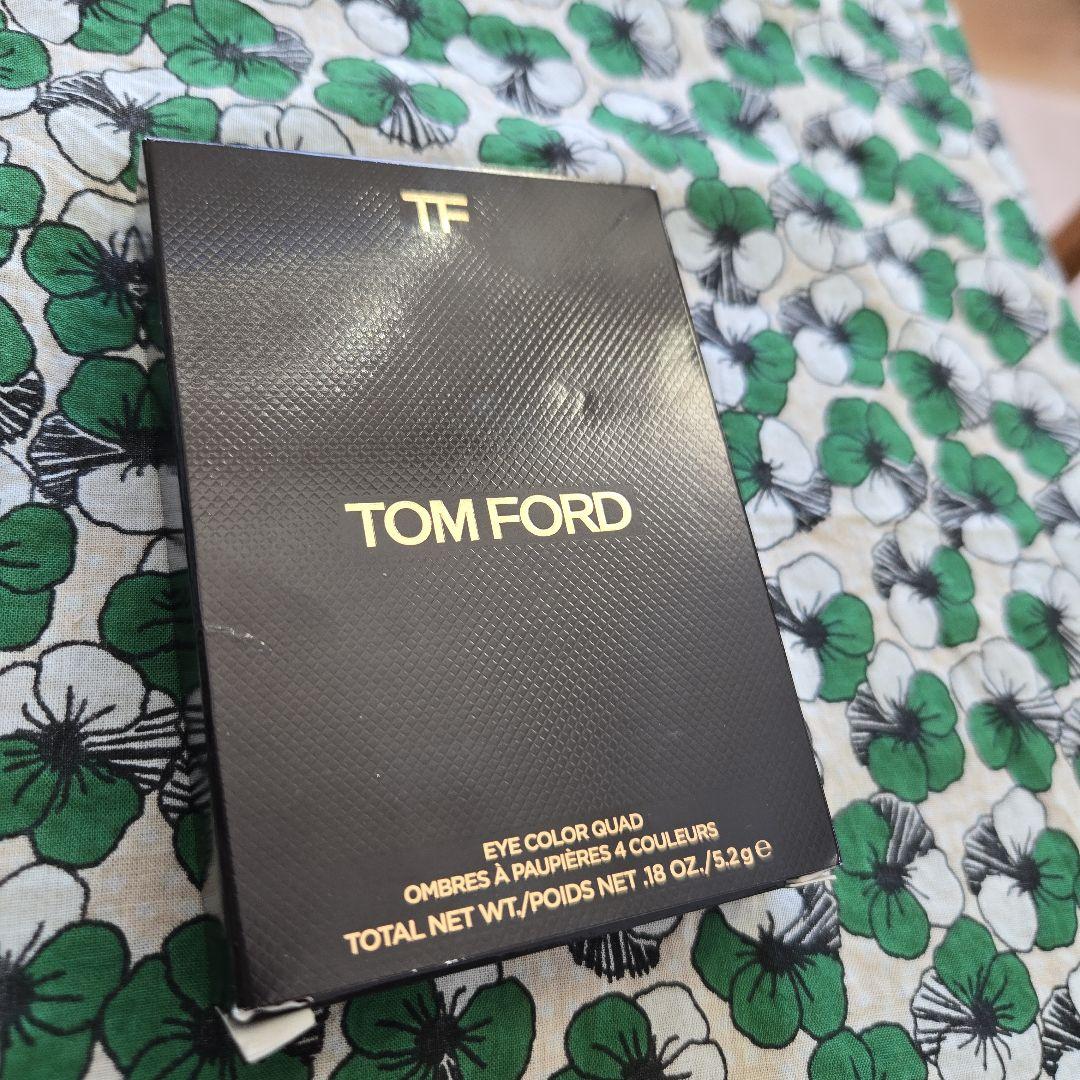 TF
TOM FORD
EYE COLOR QUAD
OMBRES À PAUPIÈRES 4 COULEURS
TOTAL NET WT./POIDS NET .18 OZ./5.2 g ℮